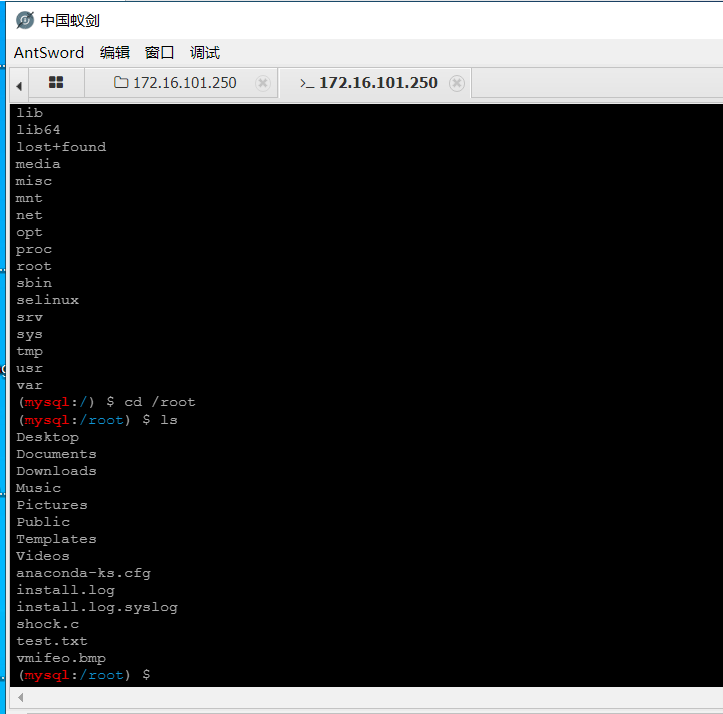 中国蚁剑
AntSword 编辑 窗口 调试
172.16.101.250 >_ 172.16.101.250
lib
lib64
lost+found
media
misc
mnt
net
opt
proc
root
sbin
selinux
srv
sys
tmp
usr
var
(mysql:/) $ cd /root
(mysql:/root) $ ls
Desktop
Documents
Downloads
Music
Pictures
Public
Templates
Videos
anaconda-ks.cfg
install.log
install.log.syslog
shock.c
test.txt
vmifeo.bmp
(mysql:/root) $